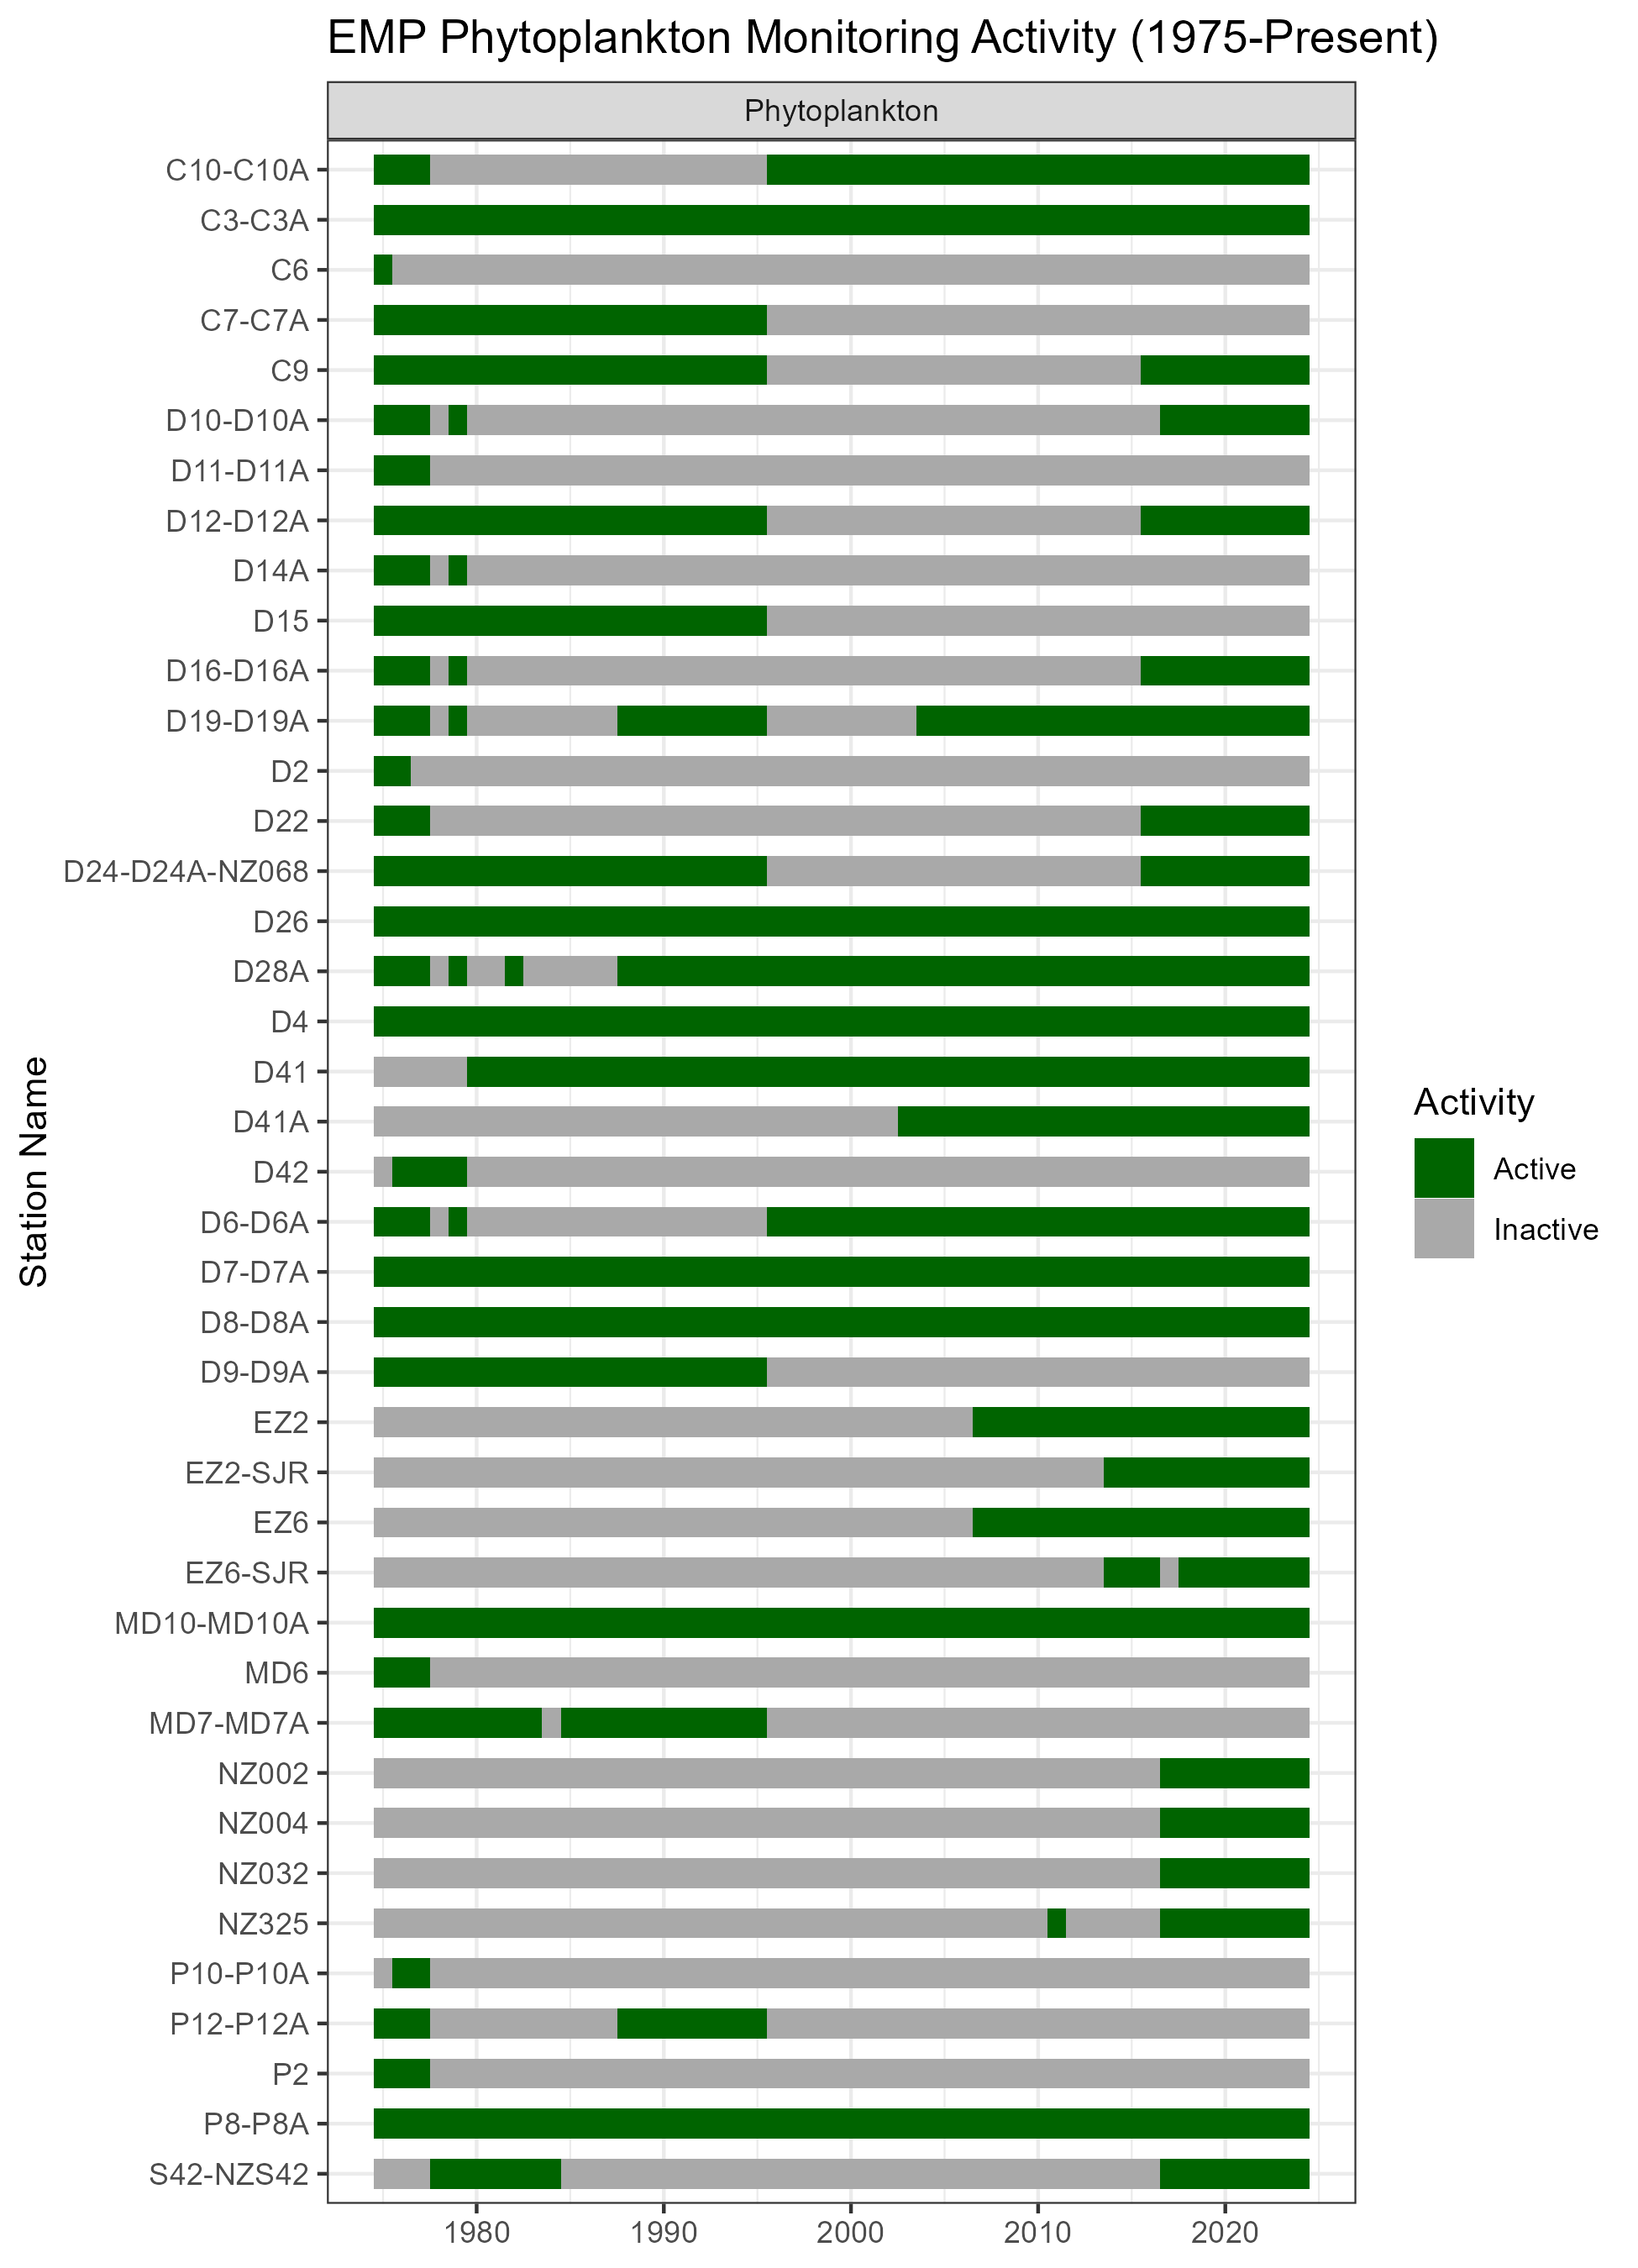 EMP Phytoplankton Monitoring Activity (1975-Present)
Phytoplankton
C10-C10A
C3-C3A
C6
C7-C7A
C9
D10-D10A
D11-D11A
D12-D12A
D14A
D15
D16-D16A
D19-D19A
D2
D22
D24-D24A-NZ068
D26
D28A
D4
D41
D41A
D42
D6-D6A
D7-D7A
D8-D8A
D9-D9A
EZ2
EZ2-SJR
EZ6
EZ6-SJR
MD10-MD10A
MD6
MD7-MD7A
NZ002
NZ004
NZ032
NZ325
P10-P10A
P12-P12A
P2
P8-P8A
S42-NZS42
Station Name
1980 1990 2000 2010 2020
Activity
Active
Inactive